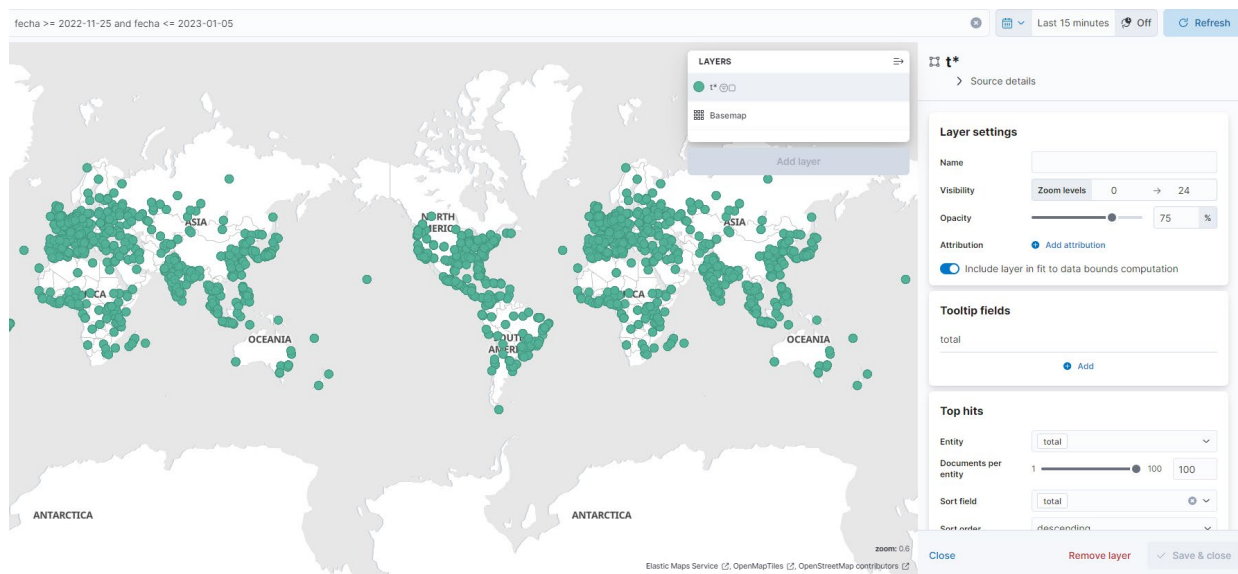 fecha >= 2022-11-25 and fecha <= 2023-01-05
Last 15 minutes
Off
Refresh
LAYERS
t*
Basemap
Add layer
ASIA
NORTH
ASIA
OCEANIA
OCEANIA
ANTARCTICA
ANTARCTICA
zoom: 0.6
Elastic Maps Service, OpenMapTiles, OpenStreetMap contributors
t*
Source details
Layer settings
Name
Visibility Zoom levels 0 → 24
Opacity 75 %
Attribution Add attribution
Include layer in fit to data bounds computation
Tooltip fields
total
Add
Top hits
Entity total
Documents per
entity 1 100 100
Sort field total
Sort order descending
Close Remove layer Save & close